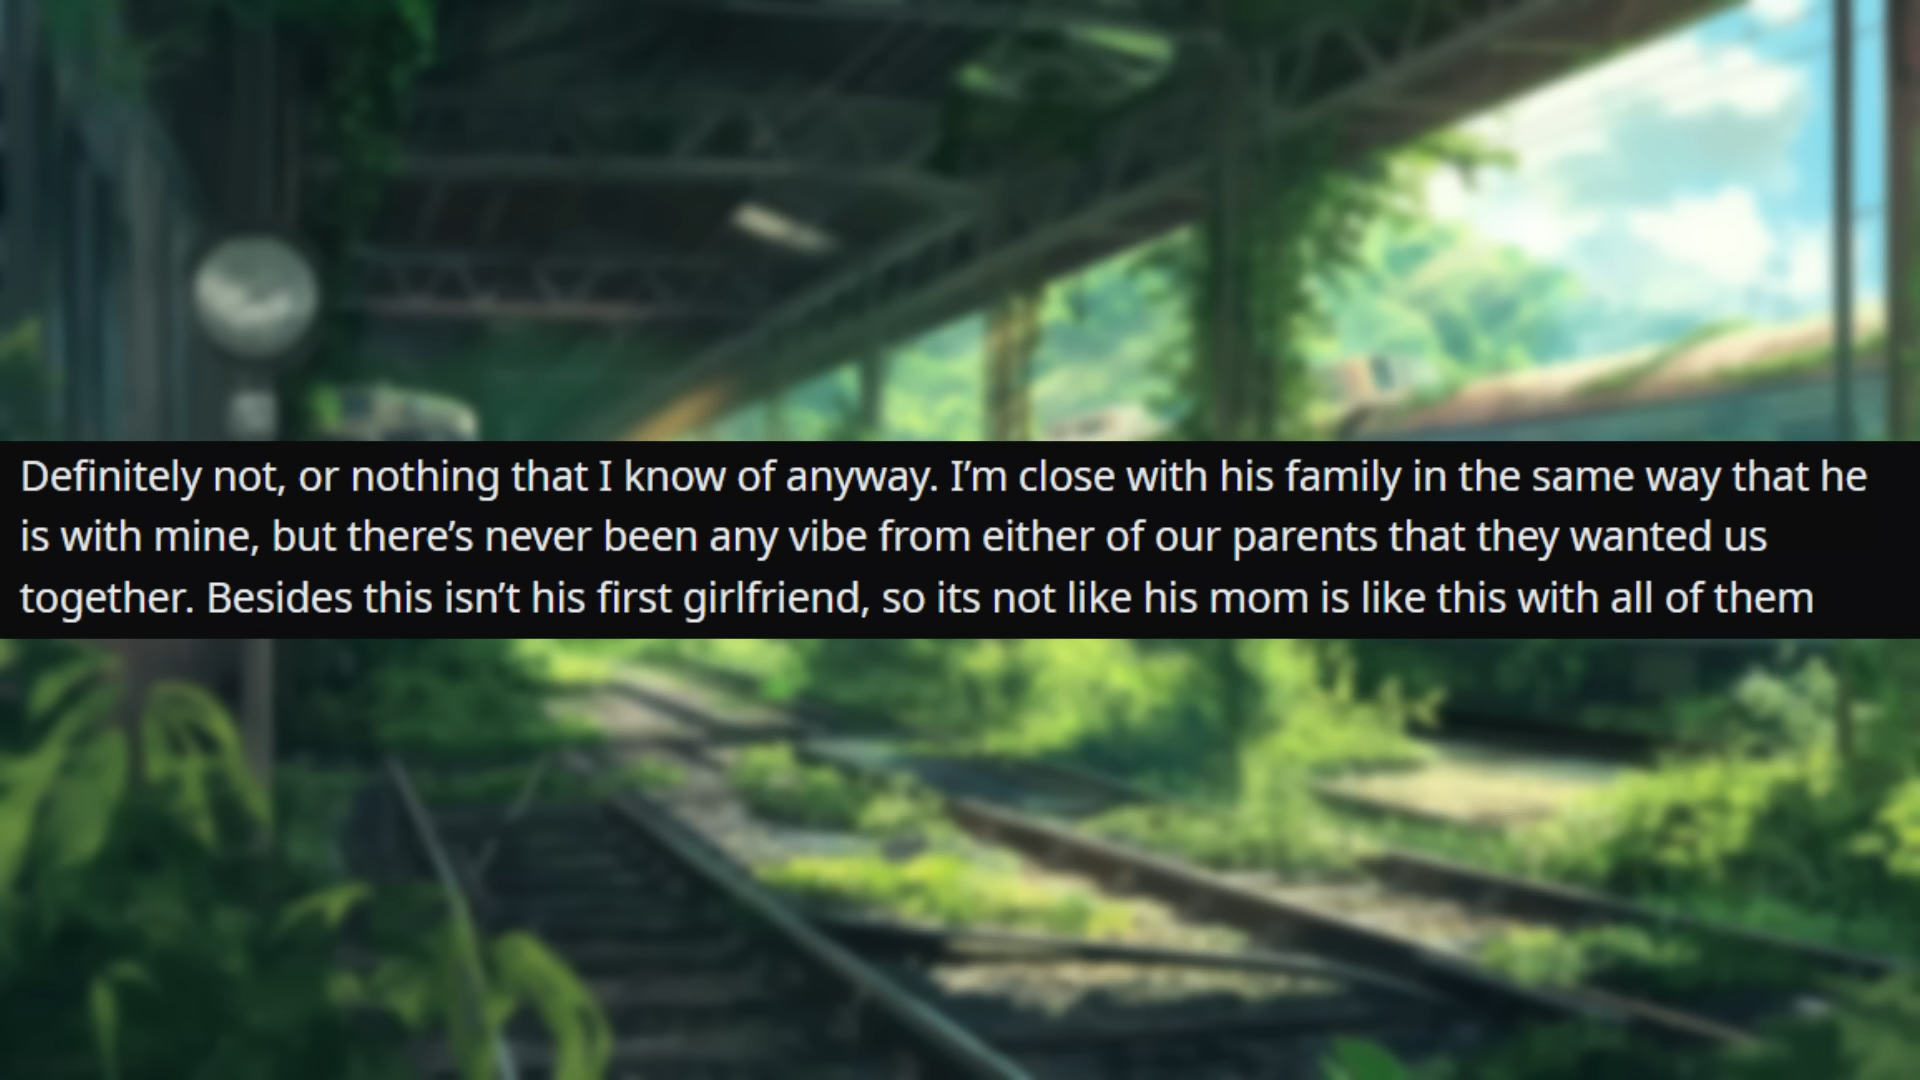 Definitely not, or nothing that I know of anyway. I’m close with his family in the same way that he
is with mine, but there’s never been any vibe from either of our parents that they wanted us
together. Besides this isn’t his first girlfriend, so its not like his mom is like this with all of them